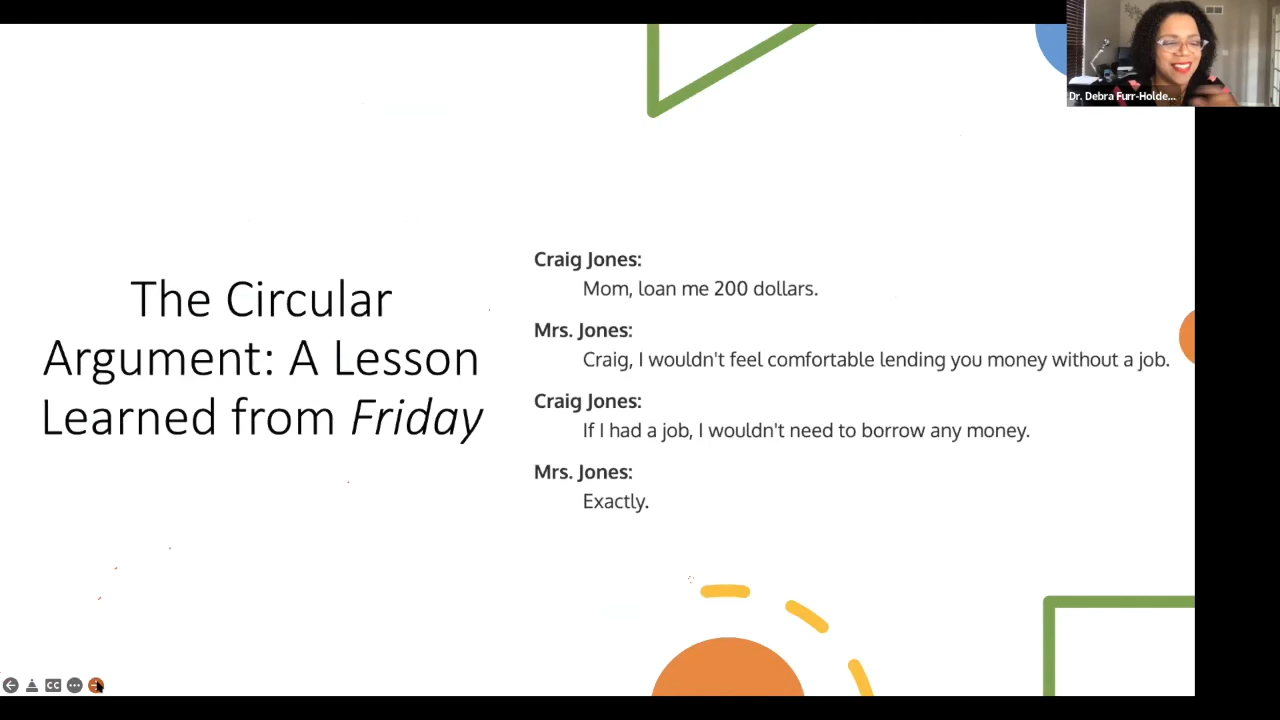 Dr. Debra Furr-Holde...
The Circular
Argument: A Lesson
Learned from Friday
Craig Jones:
Mom, loan me 200 dollars.
Mrs. Jones:
Craig, I wouldn't feel comfortable lending you money without a job.
Craig Jones:
If I had a job, I wouldn't need to borrow any money.
Mrs. Jones:
Exactly.
CC